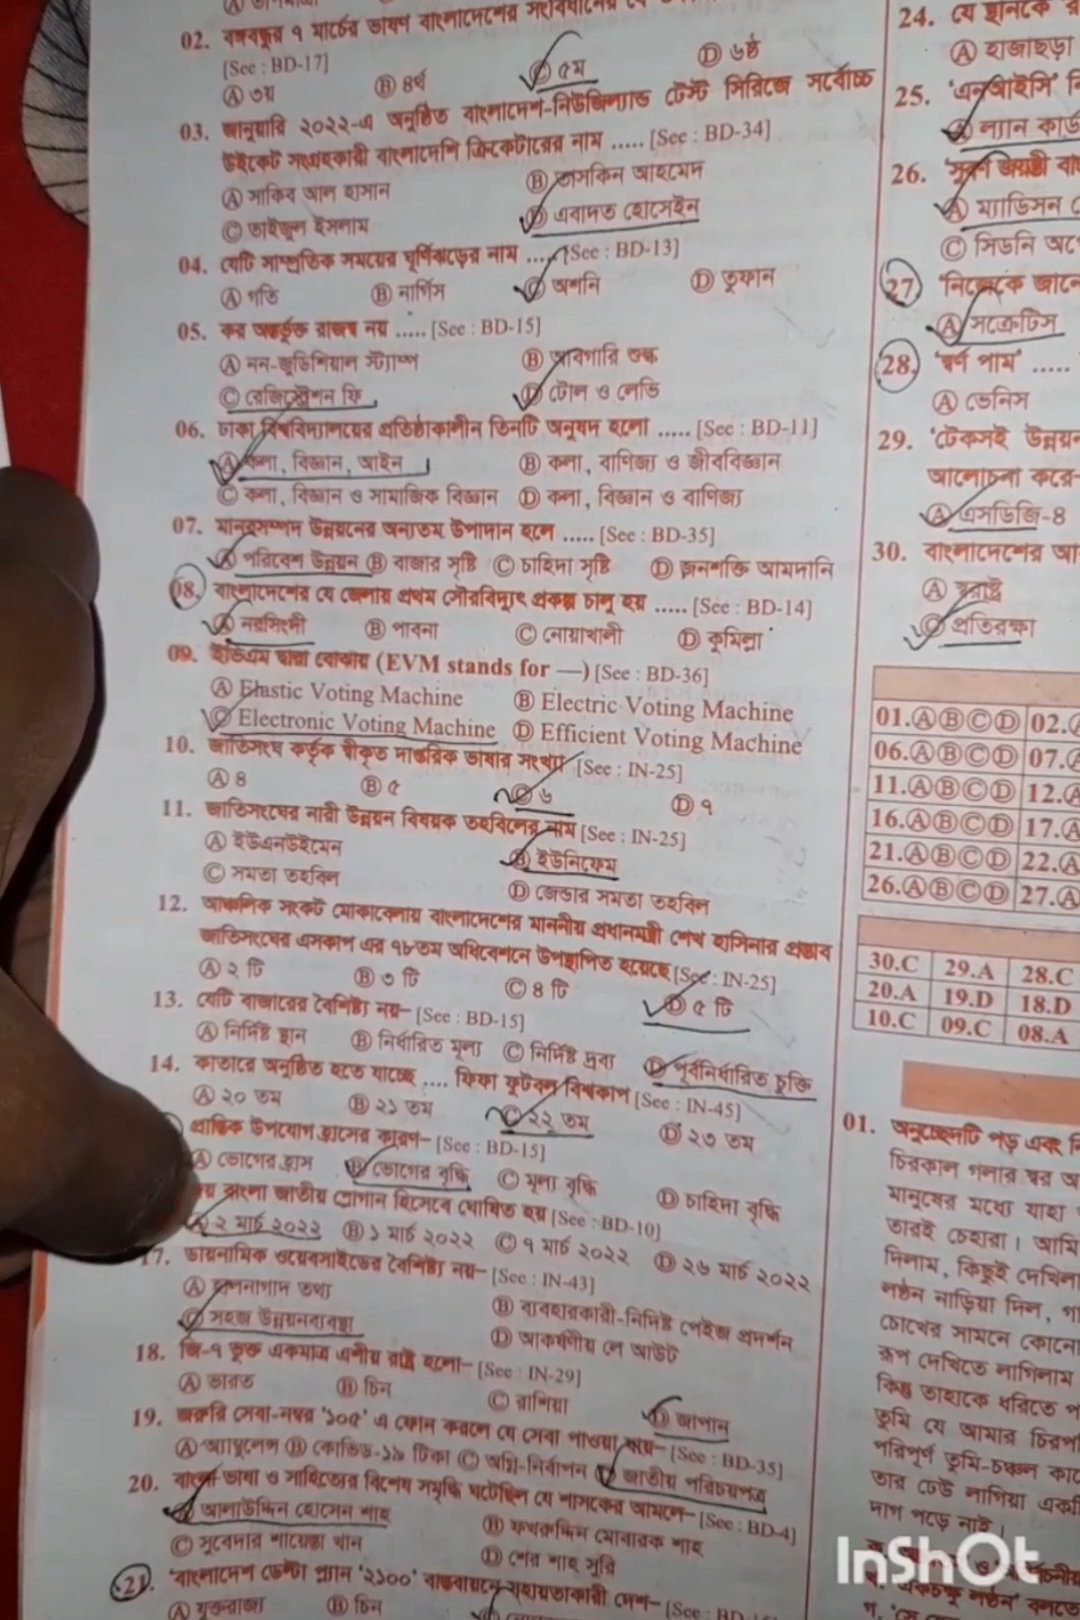 02. বঙ্গবন্ধুর ৭ মার্চের ভাষণ বাংলাদেশের সংবিধানের
[See : BD-17]
Ⓐ ৩য় Ⓑ ৪র্থ Ⓒ ৫ম Ⓓ ৬ষ্ঠ
03. জানুয়ারি ২০২২-এ অনুষ্ঠিত বাংলাদেশ-নিউজিল্যান্ড টেস্ট সিরিজে সর্বোচ্চ
উইকেট সংগ্রহকারী বাংলাদেশি ক্রিকেটারের নাম ..... [See : BD-34]
Ⓐ সাকিব আল হাসান Ⓑ তাসকিন আহমেদ
Ⓒ তাইজুল ইসলাম Ⓓ এবাদত হোসেইন
04. যেটি সাম্প্রতিক সময়ের ঘূর্ণিঝড়ের নাম .... [See : BD-13]
Ⓐ গতি Ⓑ নার্গিস Ⓒ অশনি Ⓓ তুফান
05. কর অন্তর্ভুক্ত রাজস্ব নয় ..... [See : BD-15]
Ⓐ নন-জুডিশিয়াল স্ট্যাম্প Ⓑ আবগারি শুল্ক
Ⓒ রেজিস্ট্রেশন ফি Ⓓ টোল ও লেভি
06. ঢাকা বিশ্ববিদ্যালয়ের প্রতিষ্ঠাকালীন তিনটি অনুষদ হলো ..... [See : BD-11]
Ⓐ কলা, বিজ্ঞান, আইন Ⓑ কলা, বাণিজ্য ও জীববিজ্ঞান
Ⓒ কলা, বিজ্ঞান ও সামাজিক বিজ্ঞান Ⓓ কলা, বিজ্ঞান ও বাণিজ্য
07. মানবসম্পদ উন্নয়নের অন্যতম উপাদান হলে ..... [See : BD-35]
Ⓐ পরিবেশ উন্নয়ন Ⓑ বাজার সৃষ্টি Ⓒ চাহিদা সৃষ্টি Ⓓ জনশক্তি আমদানি
08. বাংলাদেশের যে জেলায় প্রথম সৌরবিদ্যুৎ প্রকল্প চালু হয় ..... [See : BD-14]
Ⓐ নরসিংদী Ⓑ পাবনা Ⓒ নোয়াখালী Ⓓ কুমিল্লা
09. ইভিএম দ্বারা বোঝায় (EVM stands for —) [See : BD-36]
Ⓐ Elastic Voting Machine Ⓑ Electric Voting Machine
Ⓒ Electronic Voting Machine Ⓓ Efficient Voting Machine
10. জাতিসংঘ কর্তৃক স্বীকৃত দাপ্তরিক ভাষার সংখ্যা [See : IN-25]
Ⓐ ৪ Ⓑ ৫ Ⓒ ৬ Ⓓ ৭
11. জাতিসংঘের নারী উন্নয়ন বিষয়ক তহবিলের নাম [See : IN-25]
Ⓐ ইউএনউইমেন Ⓑ ইউনিফেম
Ⓒ সমতা তহবিল Ⓓ জেন্ডার সমতা তহবিল
12. আঞ্চলিক সংকট মোকাবেলায় বাংলাদেশের মাননীয় প্রধানমন্ত্রী শেখ হাসিনার প্রস্তাব
জাতিসংঘের এসকাপ এর ৭৮তম অধিবেশনে উপস্থাপিত হয়েছে [See : IN-25]
Ⓐ ২ টি Ⓑ ৩ টি Ⓒ ৪ টি Ⓓ ৫ টি
13. যেটি বাজারের বৈশিষ্ট্য নয়– [See : BD-15]
Ⓐ নির্দিষ্ট স্থান Ⓑ নির্ধারিত মূল্য Ⓒ নির্দিষ্ট দ্রব্য Ⓓ পূর্বনির্ধারিত চুক্তি
14. কাতারে অনুষ্ঠিত হতে যাচ্ছে .... ফিফা ফুটবল বিশ্বকাপ [See : IN-45]
Ⓐ ২০ তম Ⓑ ২১ তম Ⓒ ২২ তম Ⓓ ২৩ তম
প্রান্তিক উপযোগ হ্রাসের কারণ– [See : BD-15]
Ⓐ ভোগের হ্রাস Ⓑ ভোগের বৃদ্ধি Ⓒ মূল্য বৃদ্ধি Ⓓ চাহিদা বৃদ্ধি
বাংলা জাতীয় স্লোগান হিসেবে ঘোষিত হয় [See : BD-10]
Ⓐ ২ মার্চ ২০২২ Ⓑ ১ মার্চ ২০২২ Ⓒ ৭ মার্চ ২০২২ Ⓓ ২৬ মার্চ ২০২২
17. ডায়নামিক ওয়েবসাইটের বৈশিষ্ট্য নয়– [See : IN-43]
Ⓐ হালনাগাদ তথ্য Ⓑ ব্যবহারকারী-নির্দিষ্ট পেইজ প্রদর্শন
Ⓒ সহজ উন্নয়নব্যবস্থা Ⓓ আকর্ষণীয় লে আউট
18. জি-৭ ভুক্ত একমাত্র এশীয় রাষ্ট্র হলো– [See : IN-29]
Ⓐ ভারত Ⓑ চিন Ⓒ রাশিয়া Ⓓ জাপান
19. জরুরি সেবা-নম্বর '১০৫' এ ফোন করলে যে সেবা পাওয়া যায়– [See : BD-35]
Ⓐ অ্যাম্বুলেন্স Ⓑ কোভিড-১৯ টিকা Ⓒ অগ্নি-নির্বাপন Ⓓ জাতীয় পরিচয়পত্র
20. বাংলা ভাষা ও সাহিত্যের বিশেষ সমৃদ্ধি ঘটেছিল যে শাসকের আমলে– [See : BD-4]
Ⓐ আলাউদ্দিন হোসেন শাহ Ⓑ ফখরুদ্দিন মোবারক শাহ
Ⓒ সুবেদার শায়েস্তা খান Ⓓ শের শাহ সুরি
21. 'বাংলাদেশ ডেল্টা প্ল্যান '২১০০' বাস্তবায়নে সহায়তাকারী দেশ– [See : BD
Ⓐ যুক্তরাজ্য Ⓑ চিন
24. যে স্থানকে
Ⓐ হাজাছড়া
25. 'এনআইসি'
Ⓐ ল্যান কার্ড
26. 'সুবর্ণ জয়ন্তী
Ⓐ ম্যাডিসন
Ⓒ সিডনি
27. 'নিজেকে
Ⓐ সক্রেটিস
28. 'স্বর্ণ পাম' .....
Ⓐ ভেনিস
29. 'টেকসই উন্নয়ন
আলোচনা করে-
Ⓐ এসডিজি-৪
30. বাংলাদেশের
Ⓐ স্বরাষ্ট্র
Ⓒ প্রতিরক্ষা
01.ⒶⒷⒸⒹ 02.
06.ⒶⒷⒸⒹ 07.
11.ⒶⒷⒸⒹ 12.
16.ⒶⒷⒸⒹ 17.
21.ⒶⒷⒸⒹ 22.
26.ⒶⒷⒸⒹ 27.
30.C 29.A 28.C
20.A 19.D 18.D
10.C 09.C 08.A
01. অনুচ্ছেদটি পড় এবং
চিরকাল গলার স্বর
মানুষের মধ্যে যাহা
তারই চেহারা। আমি
দিলাম, কিছুই দেখিলা
লণ্ঠন নাড়িয়া দিল,
চোখের সামনে কোনো
রূপ দেখিতে লাগিলাম
কিন্তু তাহাকে ধরিতে
তুমি যে আমার
পরিপূর্ণ তুমি-চঞ্চল
তার ঢেউ লাগিয়া
দাগ পড়ে নাই।
InShOt